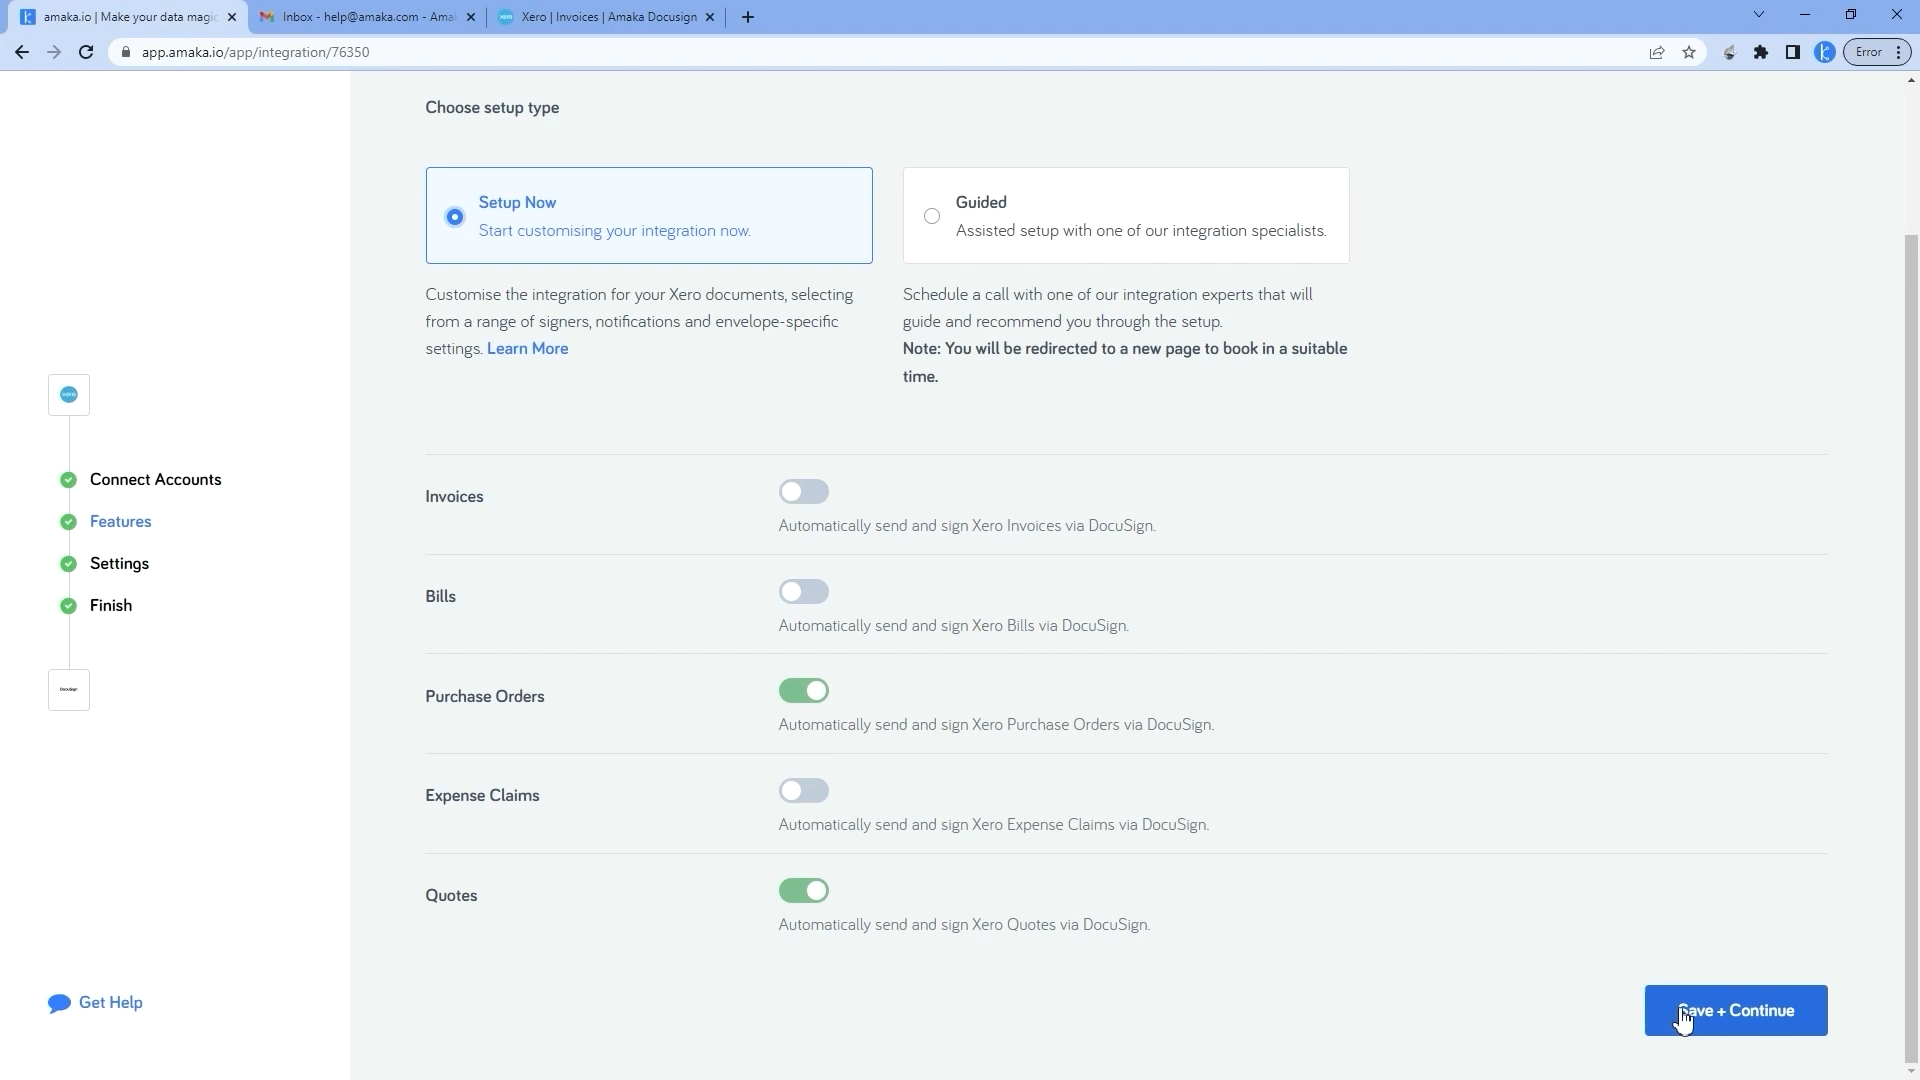 amaka.io | Make your data magic
Inbox - help@amaka.com - Amak
Xero | Invoices | Amaka Docusign
app.amaka.io/app/integration/76350
Error
Choose setup type
Setup Now
Start customising your integration now.
Guided
Assisted setup with one of our integration specialists.
Customise the integration for your Xero documents, selecting
from a range of signers, notifications and envelope-specific
settings. Learn More
Schedule a call with one of our integration experts that will
guide and recommend you through the setup.
Note: You will be redirected to a new page to book in a suitable
time.
xero
Connect Accounts
Features
Settings
Finish
DocuSign
Get Help
Invoices
Automatically send and sign Xero Invoices via DocuSign.
Bills
Automatically send and sign Xero Bills via DocuSign.
Purchase Orders
Automatically send and sign Xero Purchase Orders via DocuSign.
Expense Claims
Automatically send and sign Xero Expense Claims via DocuSign.
Quotes
Automatically send and sign Xero Quotes via DocuSign.
Save + Continue